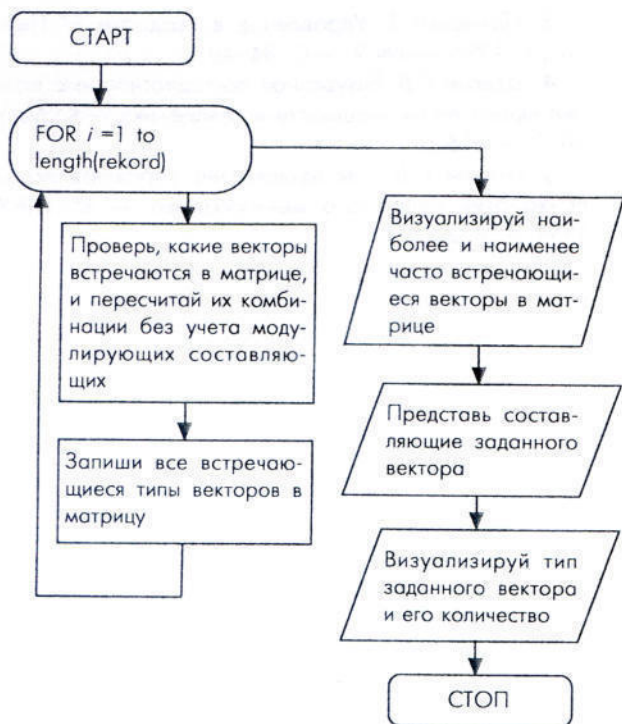 СТАРТ
FOR i =1 to
length(rekord)
Проверь, какие векторы
встречаются в матрице,
и пересчитай их комби-
нации без учета моду-
лирующих составляю-
щих
Запиши все встречаю-
щиеся типы векторов в
матрицу
Визуализируй наи-
более и наименее
часто встречающи-
еся векторы в мат-
рице
Представь состав-
ляющие заданного
вектора
Визуализируй тип
заданного вектора
и его количество
СТОП